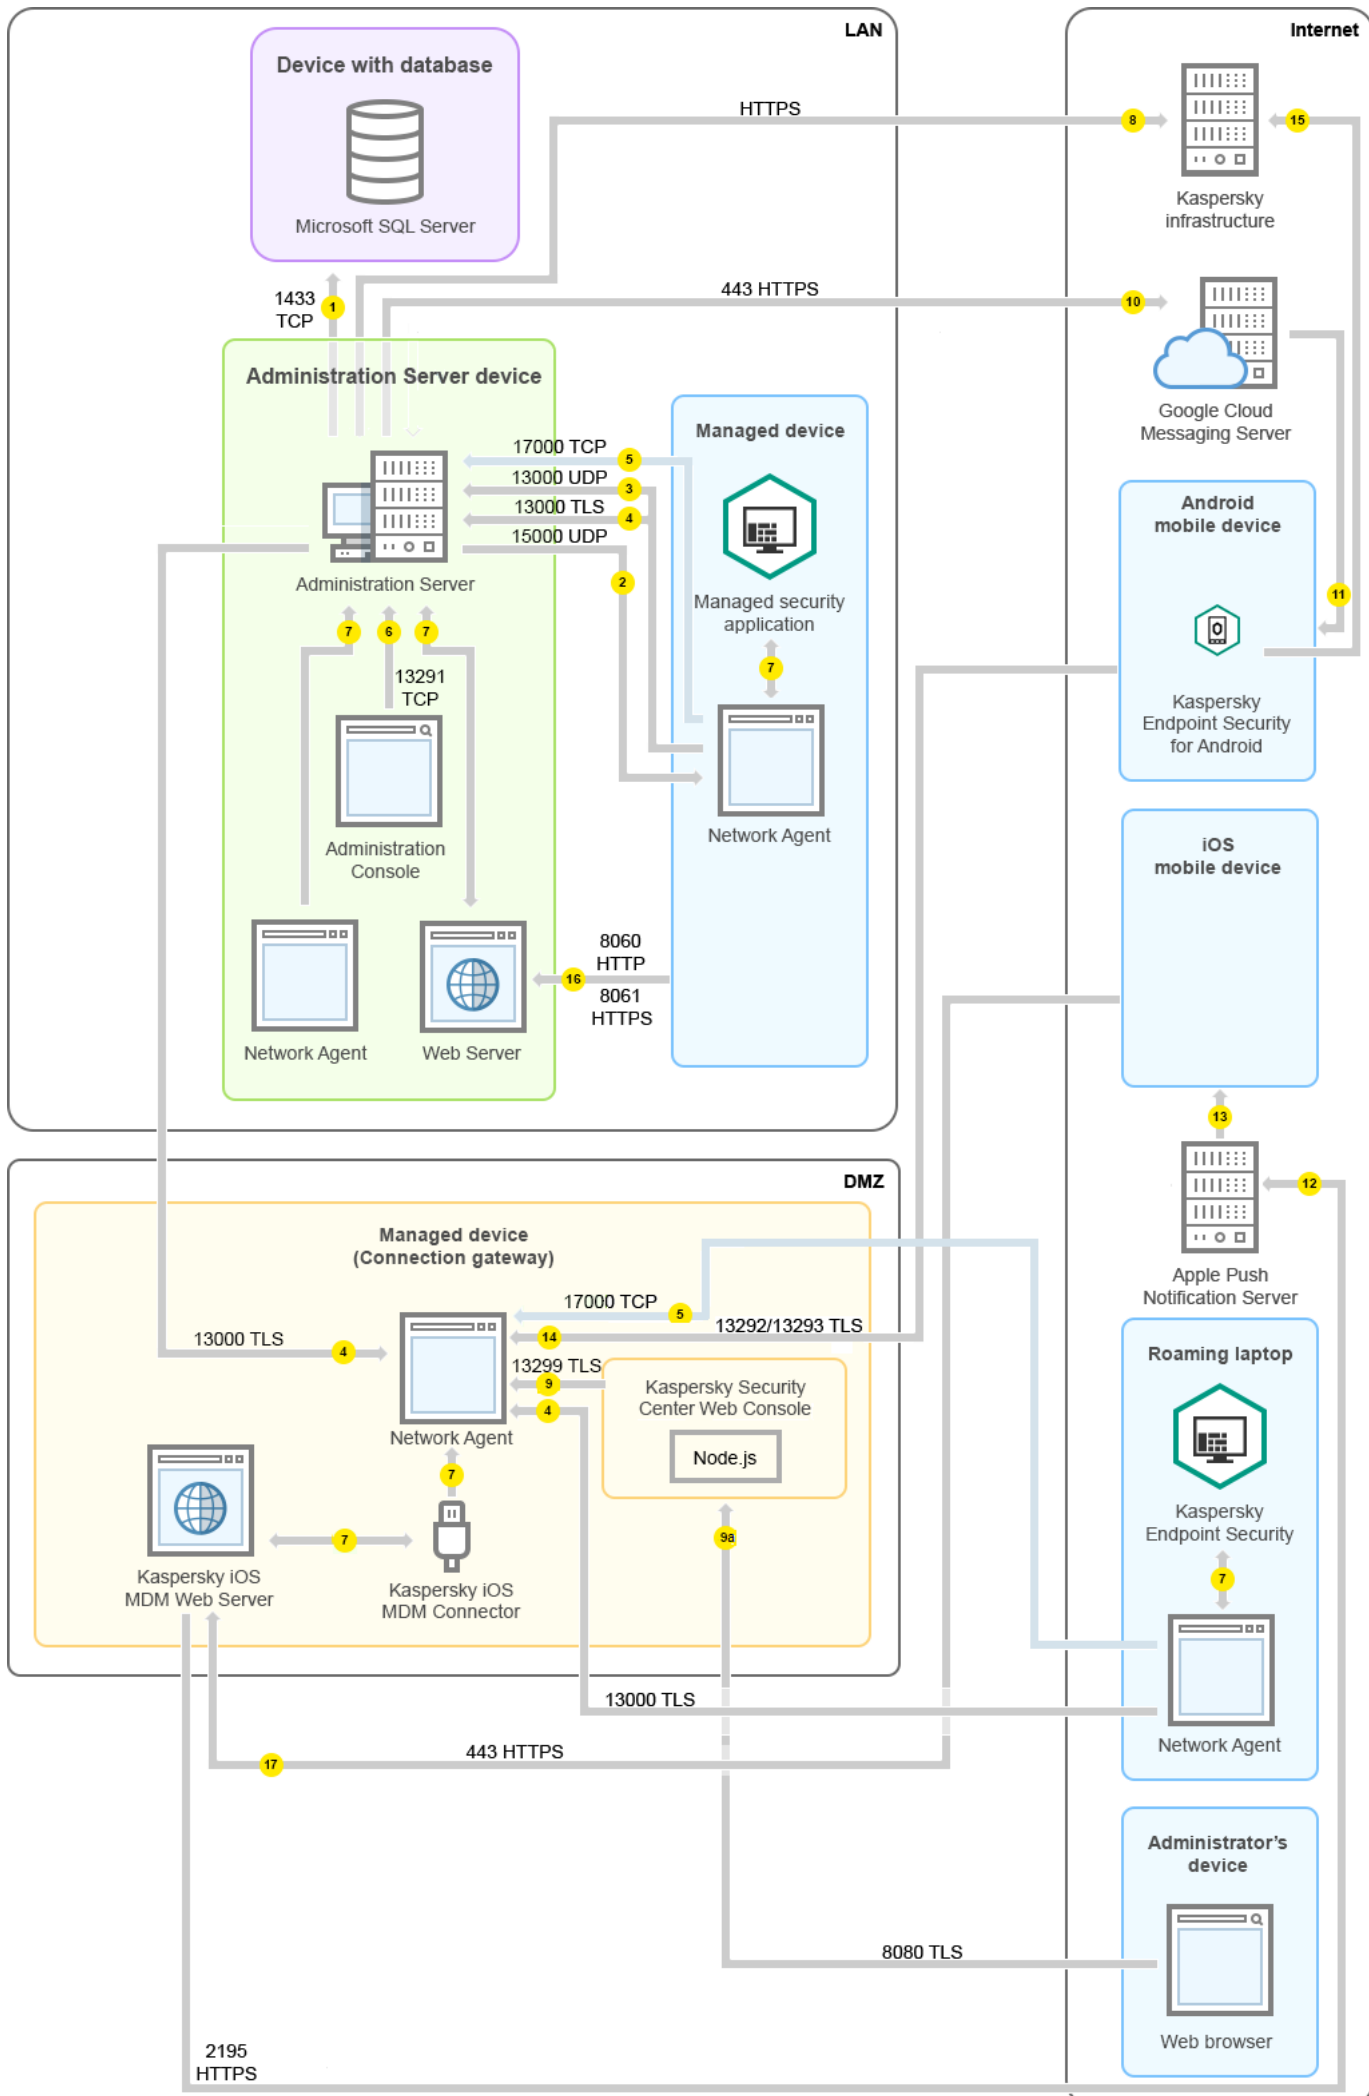 LAN
Internet
Device with database
Microsoft SQL Server
HTTPS
8
15
Kaspersky
infrastructure
1433
TCP
1
443 HTTPS
10
Google Cloud
Messaging Server
11
Administration Server device
Administration Server
17000 TCP
5
13000 UDP
3
13000 TLS
4
15000 UDP
2
7
6
7
13291
TCP
Administration
Console
Network Agent
Web Server
Managed device
Managed security
application
7
Network Agent
8060
HTTP
16
8061
HTTPS
Android
mobile device
Kaspersky
Endpoint Security
for Android
iOS
mobile device
13
12
Apple Push
Notification Server
DMZ
Managed device
(Connection gateway)
17000 TCP
5
13292/13293 TLS
14
13000 TLS
4
13299 TLS
9
4
Network Agent
Kaspersky Security
Center Web Console
Node.js
9a
7
7
Kaspersky iOS
MDM Web Server
Kaspersky iOS
MDM Connector
Roaming laptop
Kaspersky
Endpoint Security
7
Network Agent
13000 TLS
443 HTTPS
17
Administrator’s
device
8080 TLS
Web browser
2195
HTTPS